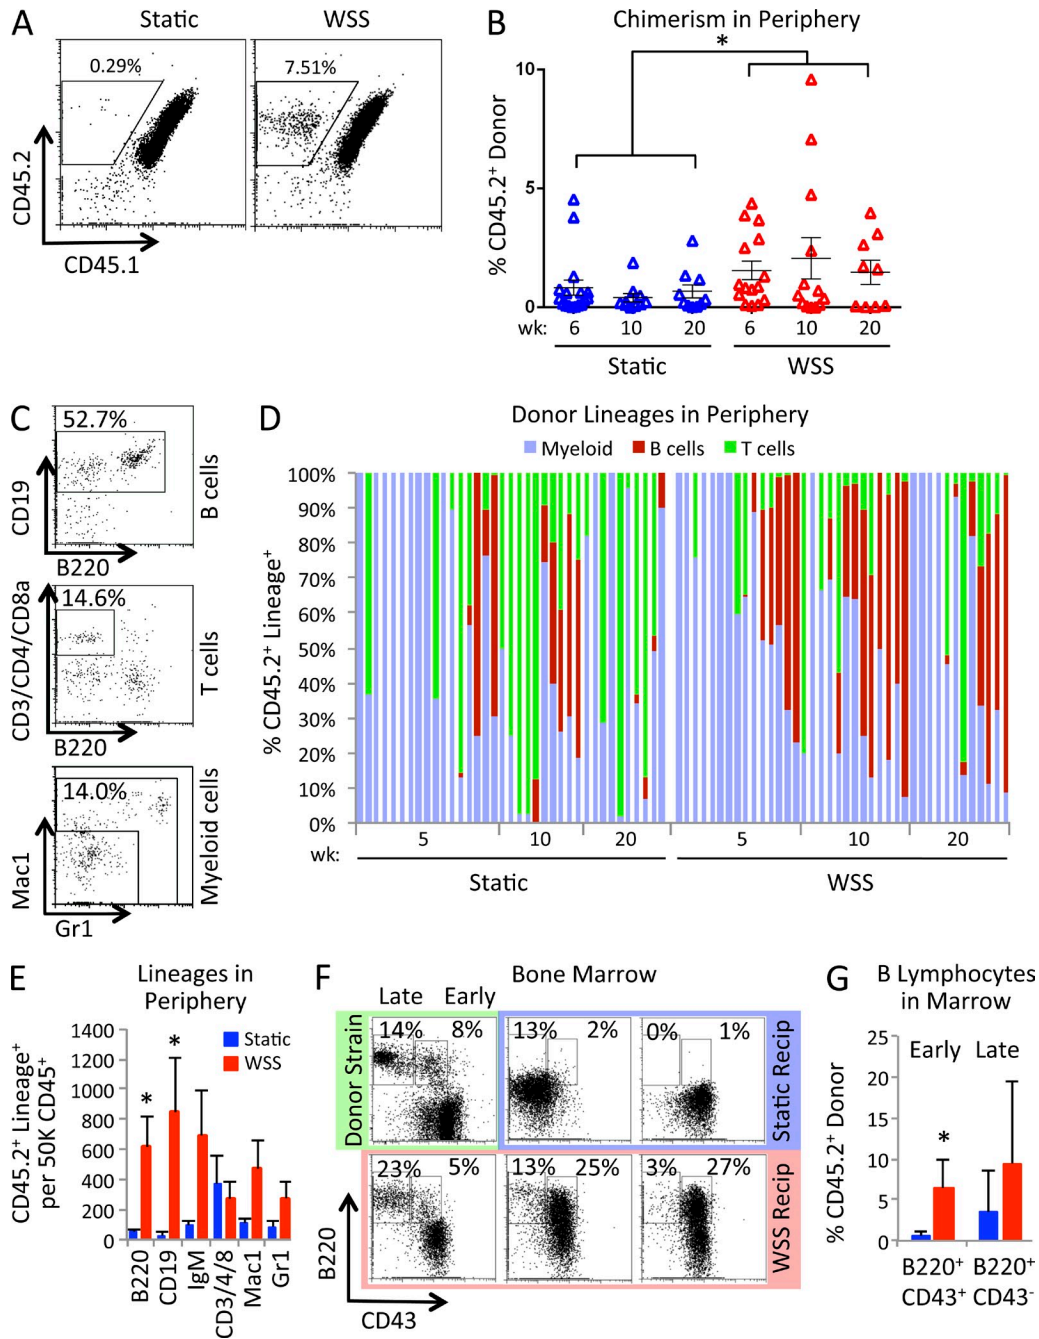 A
Static
WSS
0.29%
7.51%
CD45.2
CD45.1
B
Chimerism in Periphery
*
% CD45.2⁺ Donor
10
5
0
wk:
6
10
20
6
10
20
Static
WSS
C
52.7%
CD19
B220
B cells
14.6%
CD3/CD4/CD8a
B220
T cells
14.0%
Mac1
Gr1
Myeloid cells
D
Donor Lineages in Periphery
Myeloid
B cells
T cells
% CD45.2⁺ Lineage⁺
100%
90%
80%
70%
60%
50%
40%
30%
20%
10%
0%
wk:
5
10
20
5
10
20
Static
WSS
E
Lineages in
Periphery
Static
WSS
CD45.2⁺ Lineage⁺
per 50K CD45⁺
1400
1200
1000
800
600
400
200
0
*
*
B220
CD19
IgM
CD3/4/8
Mac1
Gr1
F
Bone Marrow
Late
Early
Donor Strain
14%
8%
13%
2%
0%
1%
Static Recip
23%
5%
13%
25%
3%
27%
WSS Recip
B220
CD43
G
B Lymphocytes
in Marrow
Early
Late
% CD45.2⁺ Donor
25
20
15
10
5
0
*
B220⁺
CD43⁺
B220⁺
CD43⁻